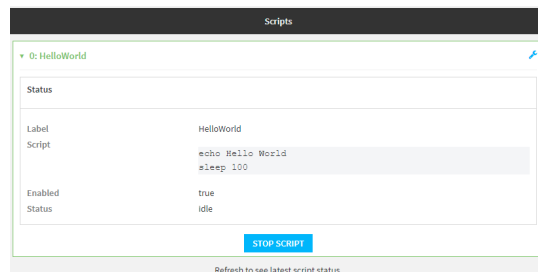 Scripts
0: HelloWorld
Status
Label HelloWorld
Script
echo Hello World
sleep 100
Enabled true
Status idle
STOP SCRIPT
Refresh to see latest script status